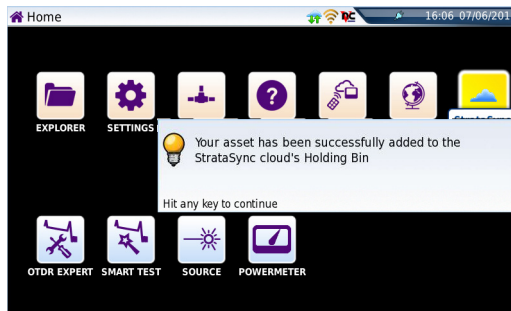 Home
16:06 07/06/201
EXPLORER
SETTINGS
Your asset has been successfully added to the
StrataSync cloud's Holding Bin
Hit any key to continue
OTDR EXPERT
SMART TEST
SOURCE
POWERMETER